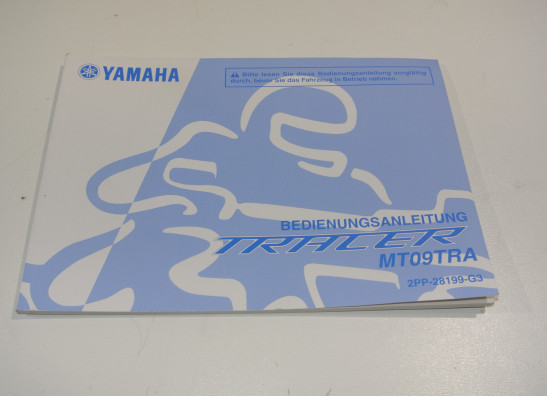 YAMAHA
Bitte lesen Sie diese Bedienungsanleitung sorgfältig
durch, bevor Sie das Fahrzeug in Betrieb nehmen.
BEDIENUNGSANLEITUNG
TRACER
MT09TRA
2PP-28199-G3